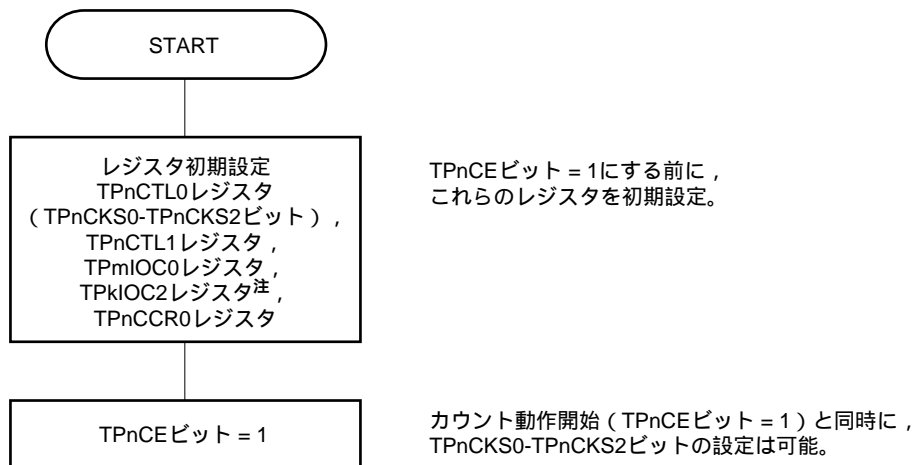 START
レジスタ初期設定
TPnCTL0レジスタ
（TPnCKS0-TPnCKS2ビット），
TPnCTL1レジスタ，
TPmIOC0レジスタ，
TPkIOC2レジスタ注，
TPnCCR0レジスタ
TPnCEビット = 1にする前に，
これらのレジスタを初期設定。
TPnCEビット = 1
カウント動作開始（TPnCEビット = 1）と同時に，
TPnCKS0-TPnCKS2ビットの設定は可能。